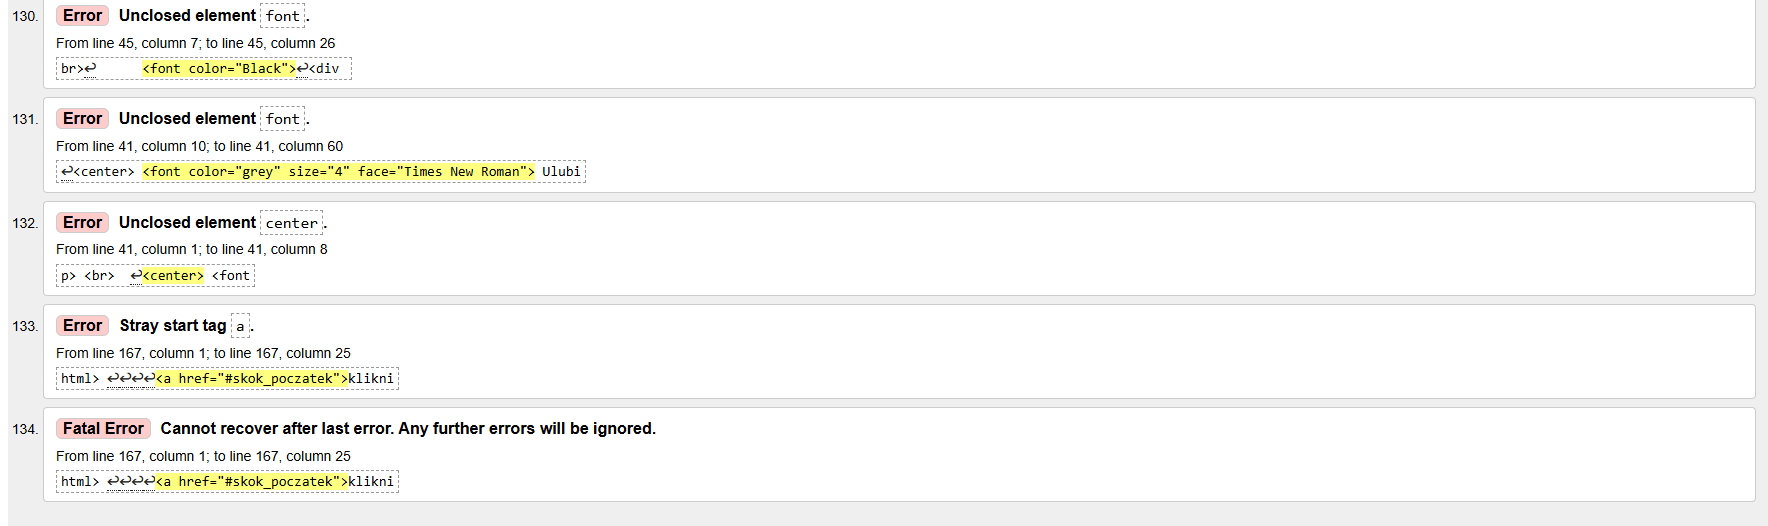 130. Error Unclosed element font.
From line 45, column 7; to line 45, column 26
br>↩      <font color="Black">↩<div
131. Error Unclosed element font.
From line 41, column 10; to line 41, column 60
↩<center> <font color="grey" size="4" face="Times New Roman"> Ulubi
132. Error Unclosed element center.
From line 41, column 1; to line 41, column 8
p> <br>  ↩<center> <font
133. Error Stray start tag a.
From line 167, column 1; to line 167, column 25
html> ↩↩↩↩<a href="#skok_poczatek">klikni
134. Fatal Error Cannot recover after last error. Any further errors will be ignored.
From line 167, column 1; to line 167, column 25
html> ↩↩↩↩<a href="#skok_poczatek">klikni